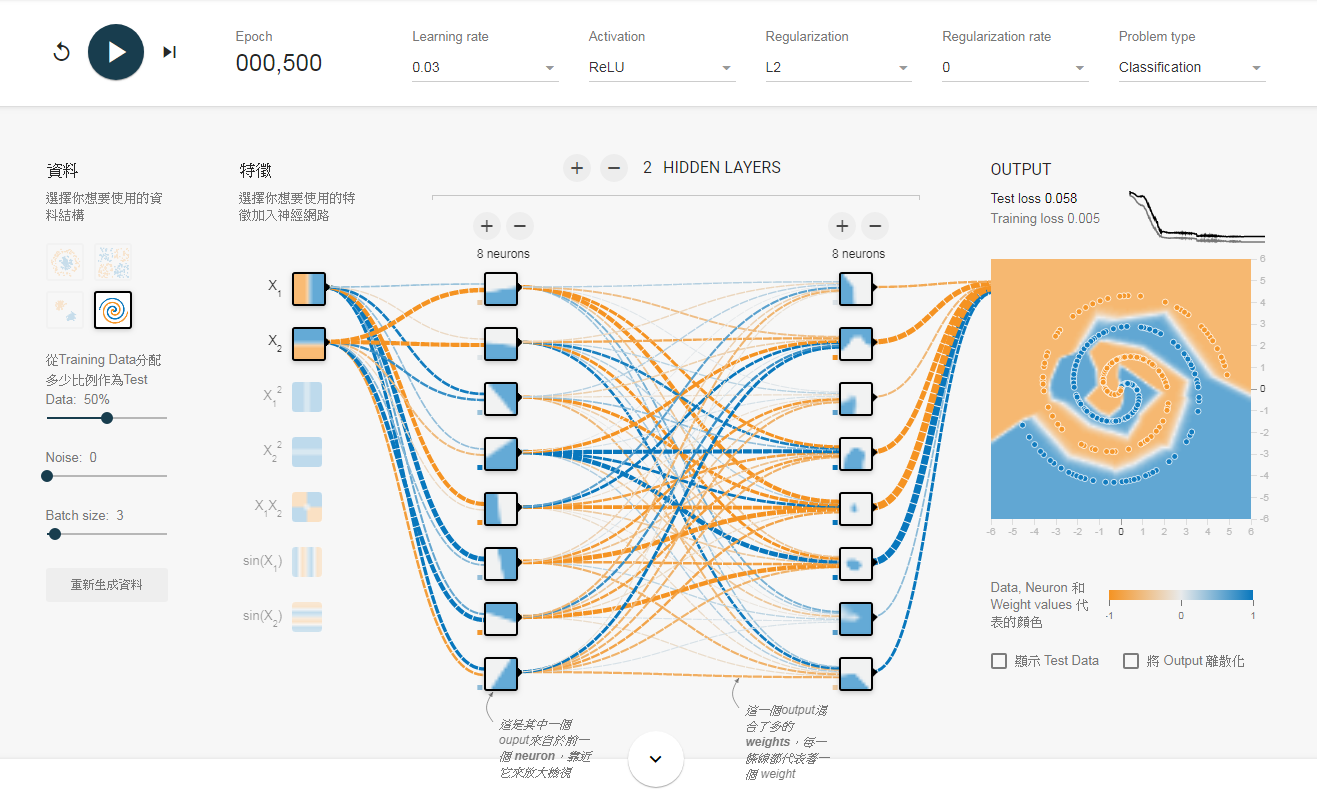 Epoch
000,500
Learning rate
0.03
Activation
ReLU
Regularization
L2
Regularization rate
0
Problem type
Classification
資料
選擇你想要使用的資
料結構
從Training Data分配
多少比例作為Test
Data: 50%
Noise: 0
Batch size: 3
重新生成資料
特徵
選擇你想要使用的特
徵加入神經網路
X1
X2
X1²
X2²
X1X2
sin(X1)
sin(X2)
+ − 2 HIDDEN LAYERS
+ −
8 neurons
+ −
8 neurons
這是其中一個
ouput來自於前一
個 neuron，靠近
它來放大檢視
這一個output混
合了多的
weights，每一
條線都代表著一
個 weight
OUTPUT
Test loss 0.058
Training loss 0.005
6
5
4
3
2
1
0
-1
-2
-3
-4
-5
-6
-6 -5 -4 -3 -2 -1 0 1 2 3 4 5 6
Data, Neuron 和
Weight values 代
表的顏色
-1 0 1
顯示 Test Data
將 Output 離散化